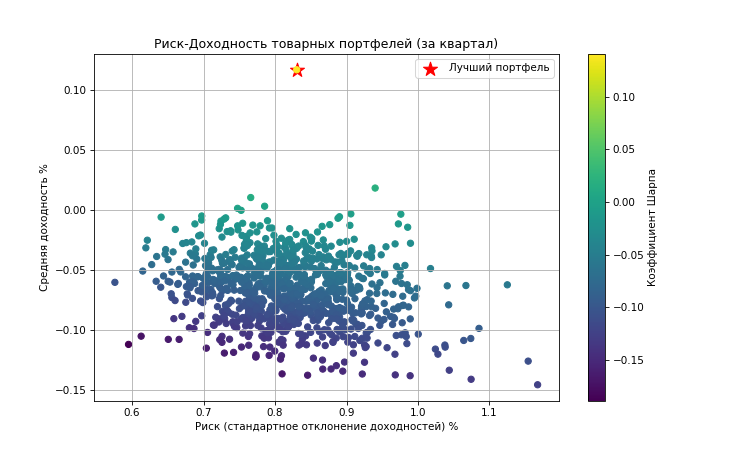 Риск-Доходность товарных портфелей (за квартал)
Лучший портфель
Средняя доходность %
0.10
0.05
0.00
−0.05
−0.10
−0.15
0.6 0.7 0.8 0.9 1.0 1.1
Риск (стандартное отклонение доходностей) %
0.10
0.05
0.00
−0.05
−0.10
−0.15
Коэффициент Шарпа